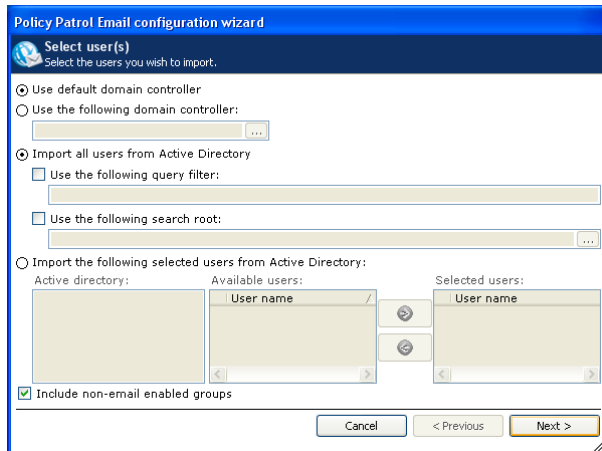 Policy Patrol Email configuration wizard
Select user(s)
Select the users you wish to import.
Use default domain controller
Use the following domain controller:
...
Import all users from Active Directory
Use the following query filter:
Use the following search root:
...
Import the following selected users from Active Directory:
Active directory: Available users: Selected users:
User name / User name
Include non-email enabled groups
Cancel < Previous Next >